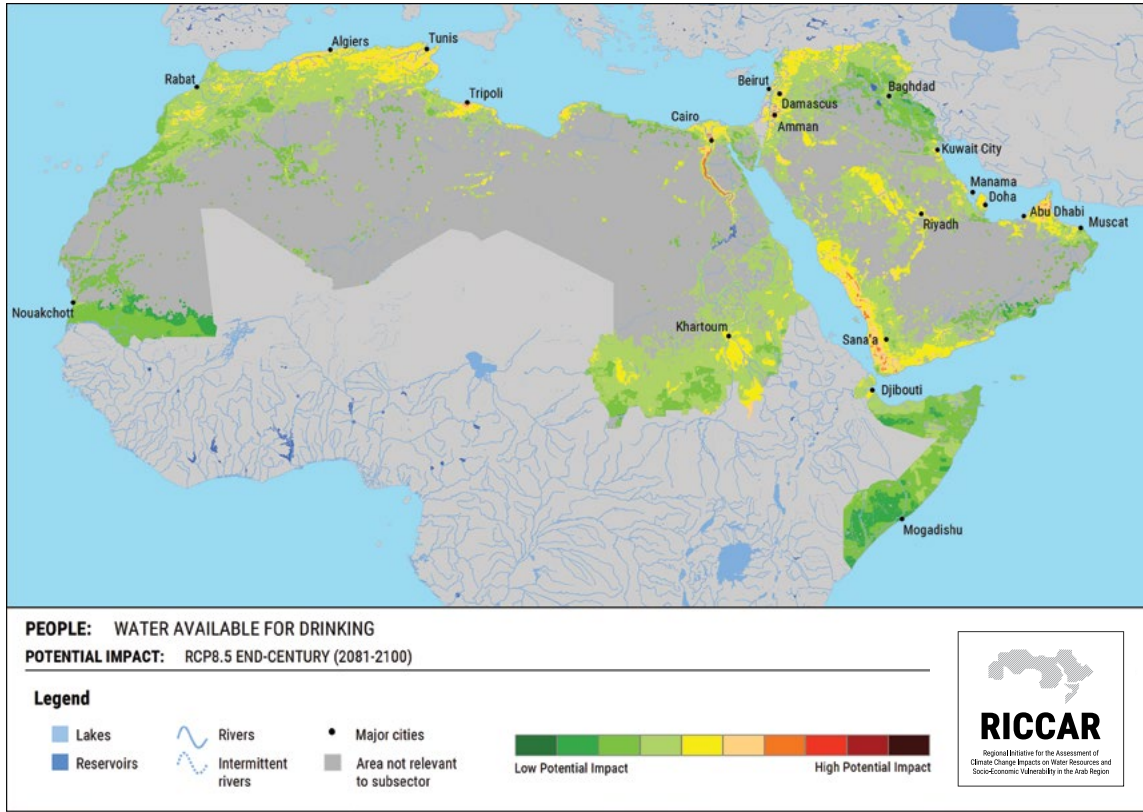 Algiers
Tunis
Rabat
Tripoli
Beirut
Baghdad
Damascus
Cairo
Amman
Kuwait City
Manama
Doha
Abu Dhabi
Riyadh
Muscat
Nouakchott
Khartoum
Sana'a
Djibouti
Mogadishu
PEOPLE: WATER AVAILABLE FOR DRINKING
POTENTIAL IMPACT: RCP8.5 END-CENTURY (2081-2100)
Legend
Lakes
Reservoirs
Rivers
Intermittent
rivers
Major cities
Area not relevant
to subsector
Low Potential Impact
High Potential Impact
RICCAR
Regional Initiative for the Assessment of
Climate Change Impacts on Water Resources and
Socio-Economic Vulnerability in the Arab Region